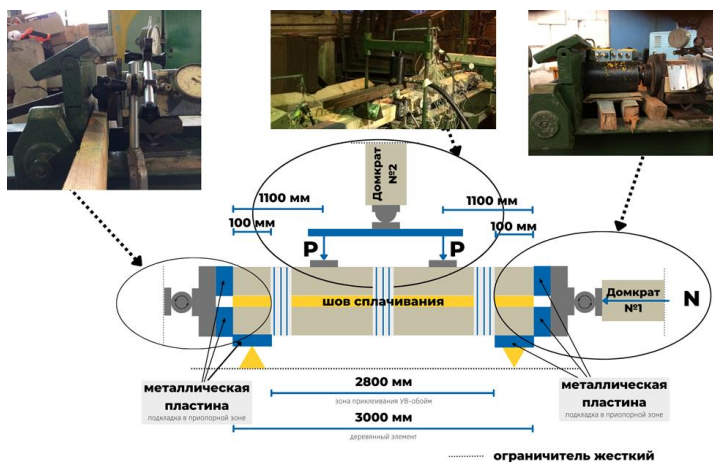 Домкрат
№2
1100 мм
1100 мм
100 мм
100 мм
P
P
шов сплачивания
Домкрат
№1
N
металлическая
пластина
подкладка в приопорной зоне
2800 мм
зона приклеивания УВ-обойм
3000 мм
деревянный элемент
металлическая
пластина
подкладка в приопорной зоне
ограничитель жесткий